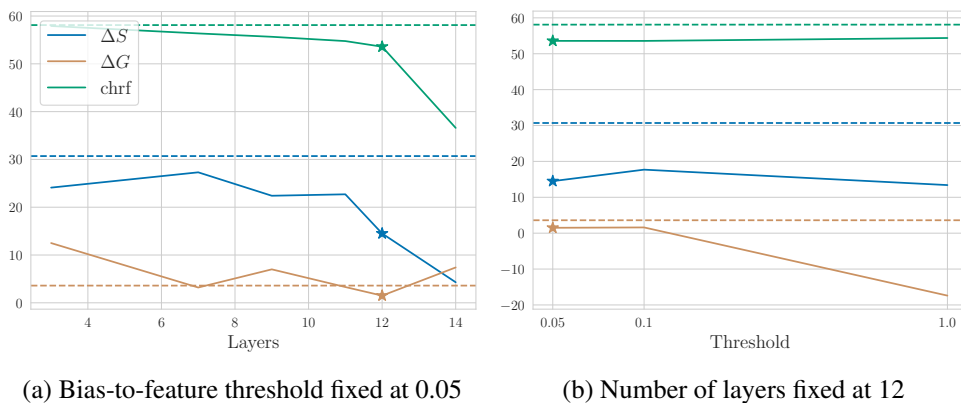 60
50
40
30
20
10
0
ΔS
ΔG
chrf
4 6 8 10 12 14
Layers
(a) Bias-to-feature threshold fixed at 0.05
60
50
40
30
20
10
0
−10
−20
0.05 0.1 1.0
Threshold
(b) Number of layers fixed at 12